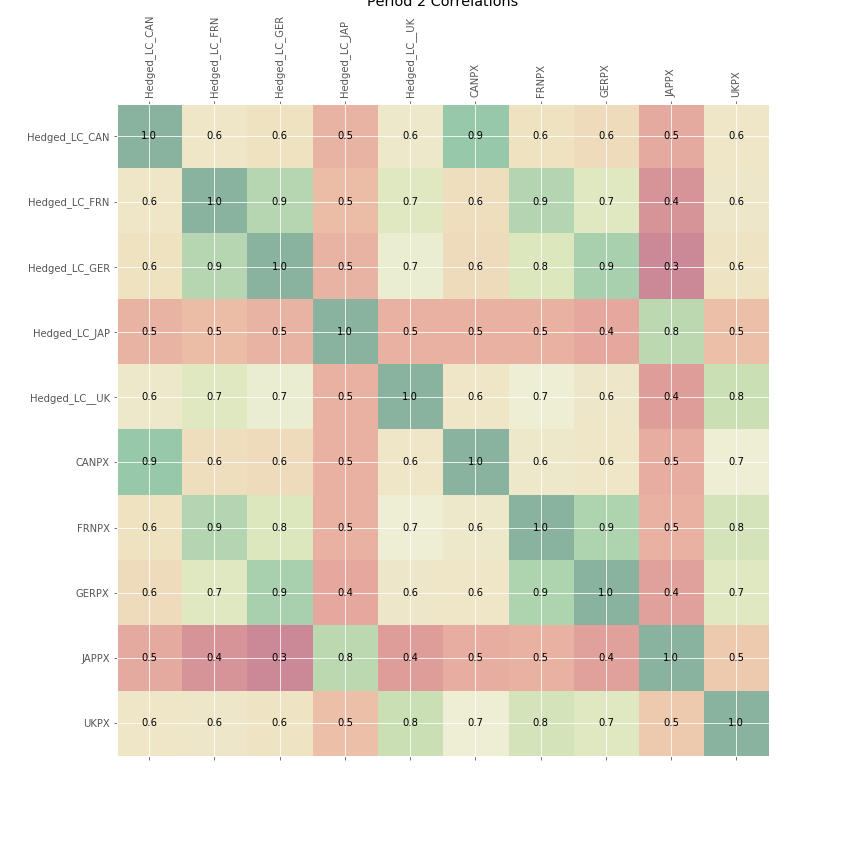 Period 2 Correlations
Hedged_LC_CAN Hedged_LC_FRN Hedged_LC_GER Hedged_LC_JAP Hedged_LC__UK CANPX FRNPX GERPX JAPPX UKPX
Hedged_LC_CAN 1.0 0.6 0.6 0.5 0.6 0.9 0.6 0.6 0.5 0.6
Hedged_LC_FRN 0.6 1.0 0.9 0.5 0.7 0.6 0.9 0.7 0.4 0.6
Hedged_LC_GER 0.6 0.9 1.0 0.5 0.7 0.6 0.8 0.9 0.3 0.6
Hedged_LC_JAP 0.5 0.5 0.5 1.0 0.5 0.5 0.5 0.4 0.8 0.5
Hedged_LC__UK 0.6 0.7 0.7 0.5 1.0 0.6 0.7 0.6 0.4 0.8
CANPX 0.9 0.6 0.6 0.5 0.6 1.0 0.6 0.6 0.5 0.7
FRNPX 0.6 0.9 0.8 0.5 0.7 0.6 1.0 0.9 0.5 0.8
GERPX 0.6 0.7 0.9 0.4 0.6 0.6 0.9 1.0 0.4 0.7
JAPPX 0.5 0.4 0.3 0.8 0.4 0.5 0.5 0.4 1.0 0.5
UKPX 0.6 0.6 0.6 0.5 0.8 0.7 0.8 0.7 0.5 1.0